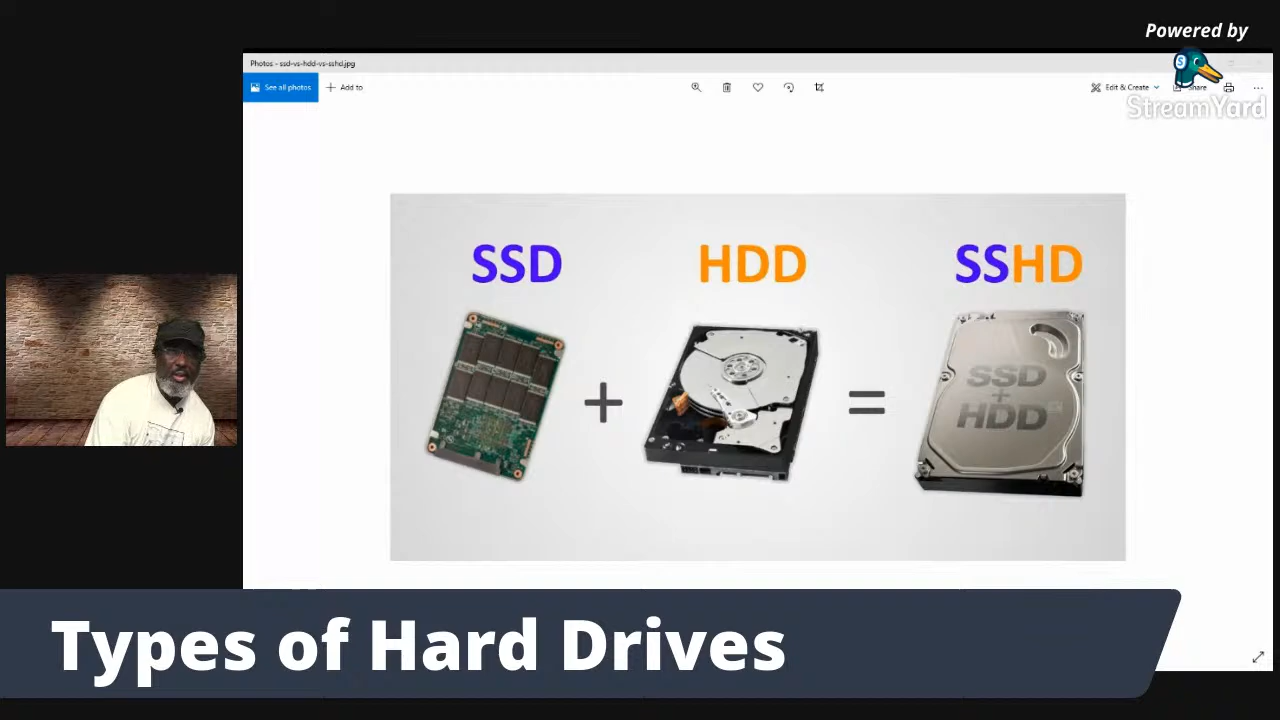 Powered by
StreamYard
Photos - ssd-vs-hdd-vs-sshd.jpg
See all photos
Add to
Edit & Create
Share
SSD
HDD
SSHD
+
=
SSD
+
HDD
Types of Hard Drives